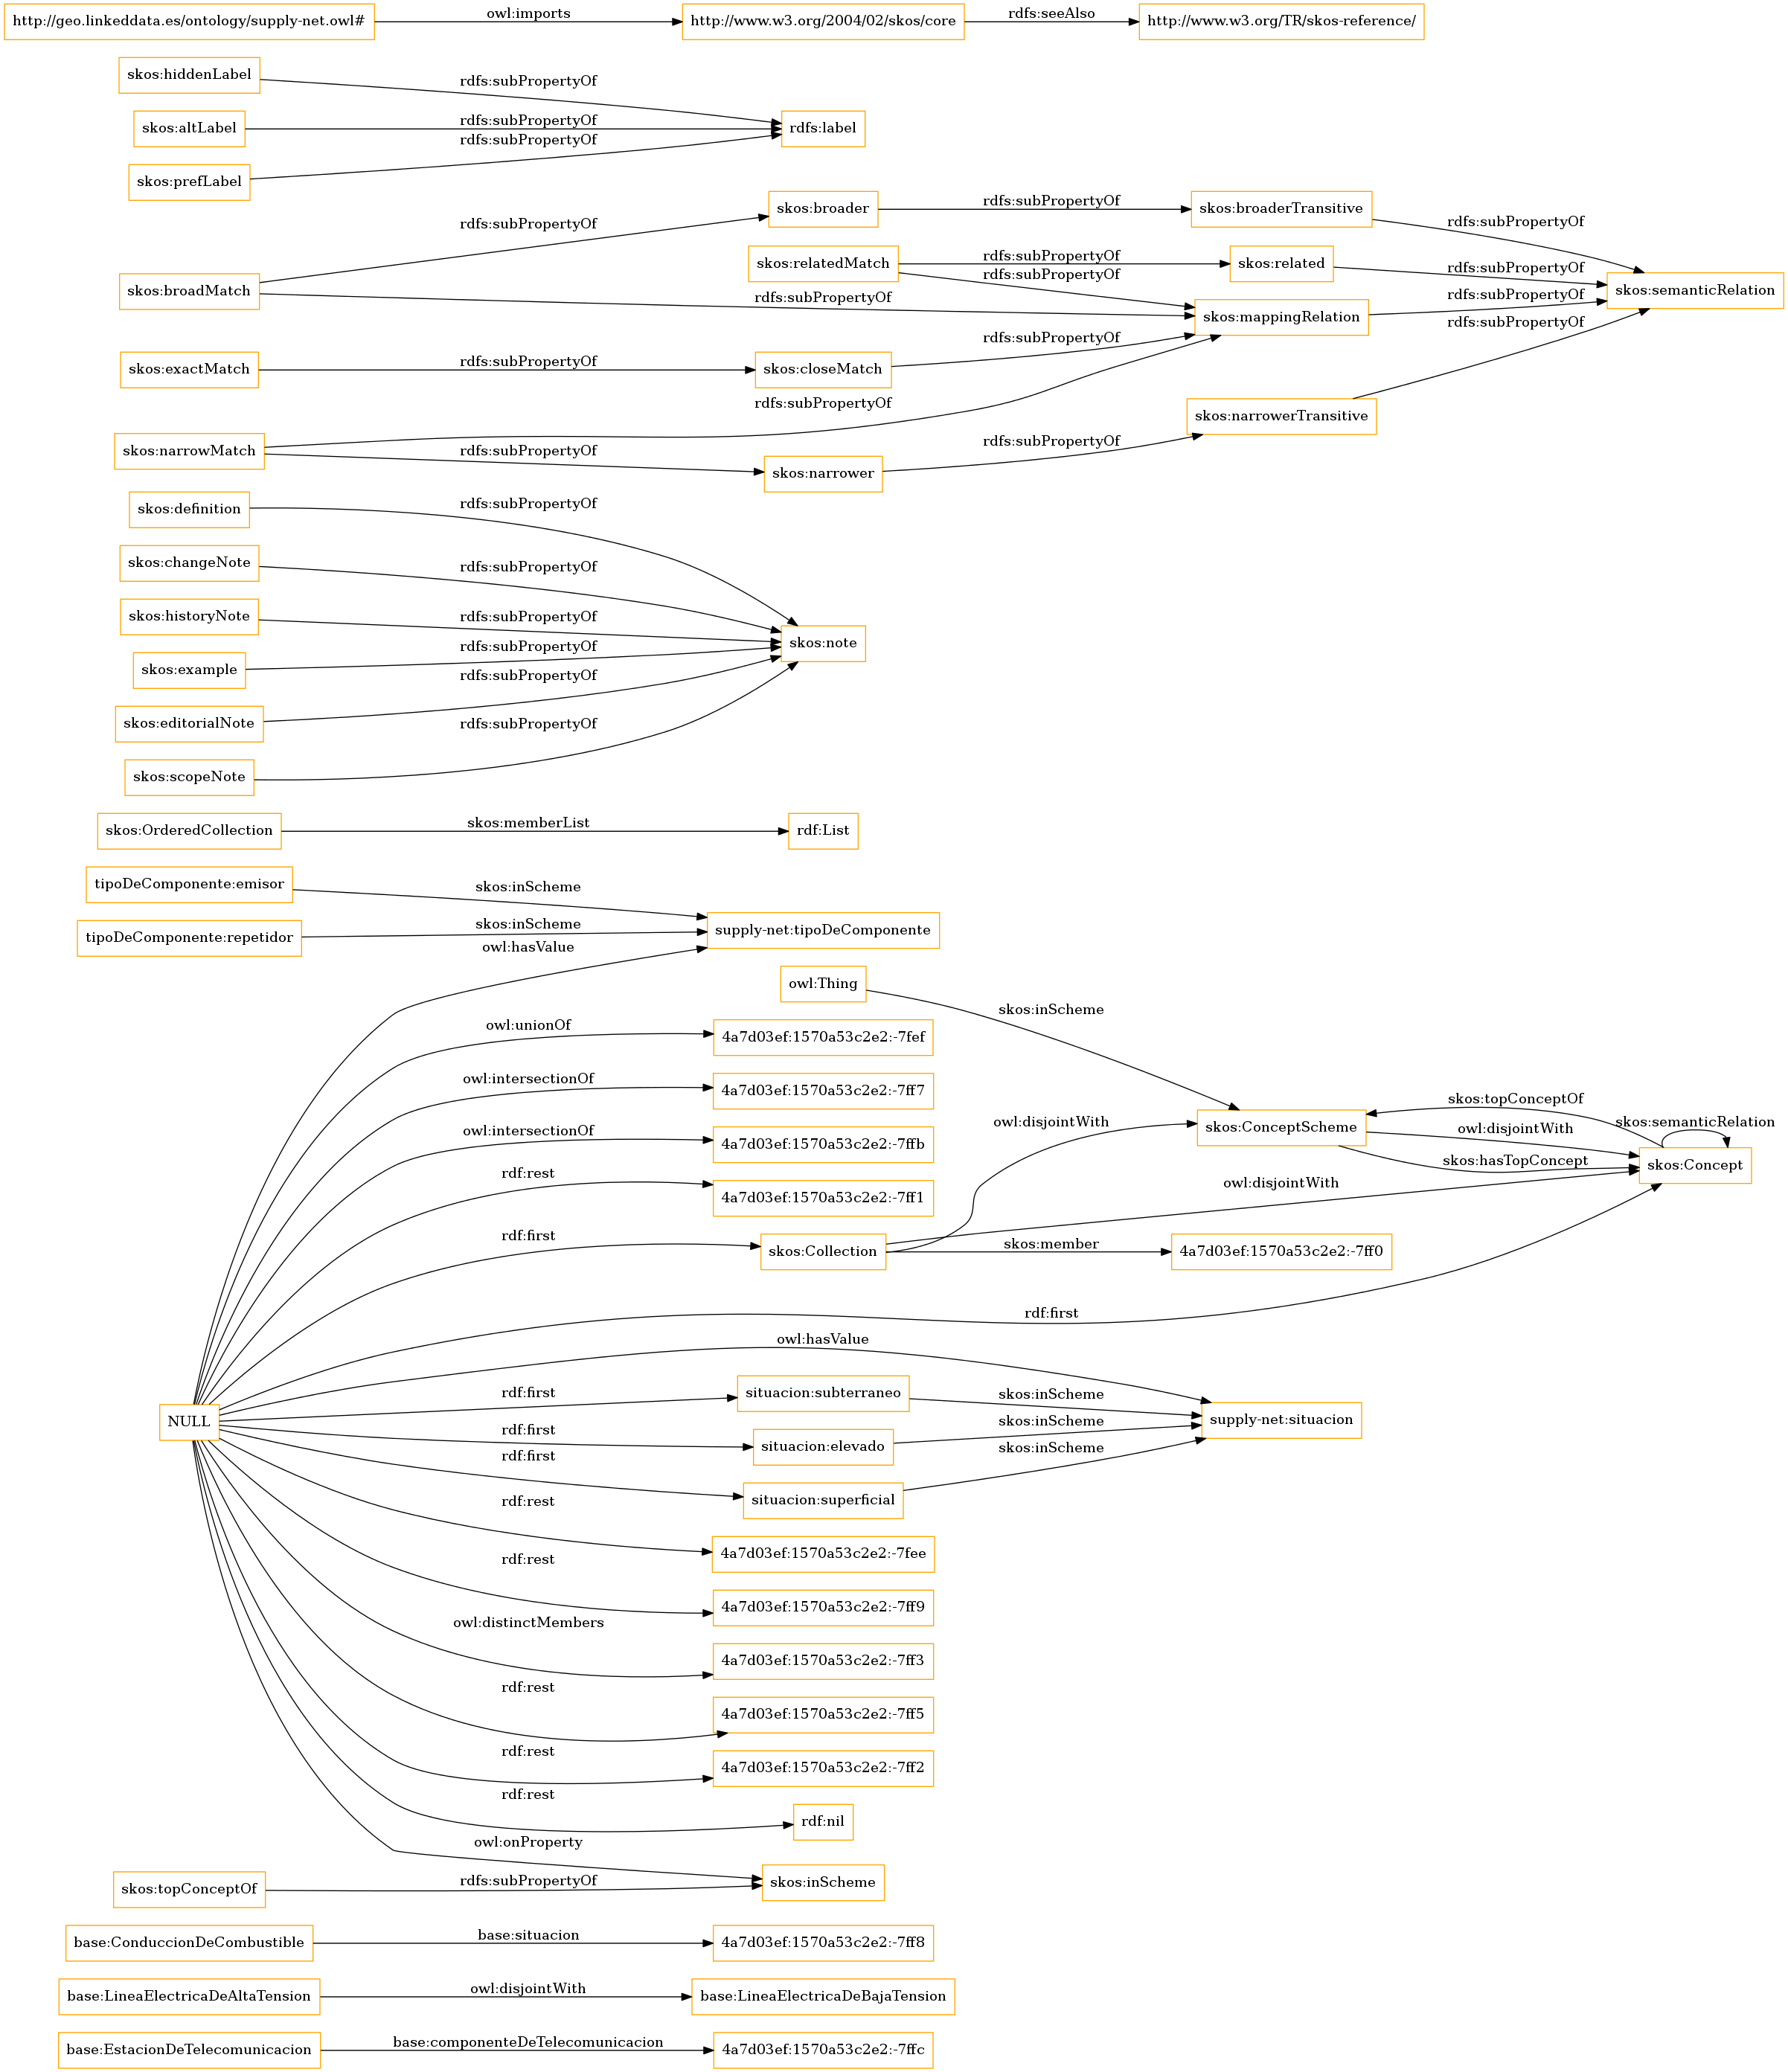 http://geo.linkeddata.es/ontology/supply-net.owl#
owl:imports
http://www.w3.org/2004/02/skos/core
rdfs:seeAlso
http://www.w3.org/TR/skos-reference/
skos:hiddenLabel
rdfs:subPropertyOf
skos:altLabel
rdfs:subPropertyOf
rdfs:label
skos:prefLabel
rdfs:subPropertyOf
skos:broadMatch
rdfs:subPropertyOf
skos:broader
rdfs:subPropertyOf
skos:broaderTransitive
rdfs:subPropertyOf
skos:relatedMatch
rdfs:subPropertyOf
skos:related
rdfs:subPropertyOf
skos:semanticRelation
rdfs:subPropertyOf
rdfs:subPropertyOf
skos:mappingRelation
rdfs:subPropertyOf
skos:exactMatch
rdfs:subPropertyOf
skos:closeMatch
rdfs:subPropertyOf
rdfs:subPropertyOf
skos:narrowMatch
rdfs:subPropertyOf
rdfs:subPropertyOf
skos:narrower
rdfs:subPropertyOf
skos:narrowerTransitive
skos:definition
rdfs:subPropertyOf
skos:changeNote
rdfs:subPropertyOf
skos:historyNote
rdfs:subPropertyOf
skos:note
skos:example
rdfs:subPropertyOf
skos:editorialNote
rdfs:subPropertyOf
skos:scopeNote
rdfs:subPropertyOf
skos:OrderedCollection
skos:memberList
rdf:List
tipoDeComponente:emisor
skos:inScheme
tipoDeComponente:repetidor
skos:inScheme
supply-net:tipoDeComponente
owl:hasValue
owl:Thing
skos:inScheme
owl:unionOf
4a7d03ef:1570a53c2e2:-7fef
owl:intersectionOf
4a7d03ef:1570a53c2e2:-7ff7
owl:intersectionOf
4a7d03ef:1570a53c2e2:-7ffb
rdf:rest
4a7d03ef:1570a53c2e2:-7ff1
owl:disjointWith
skos:ConceptScheme
skos:topConceptOf
owl:disjointWith
skos:hasTopConcept
skos:semanticRelation
skos:Concept
rdf:first
skos:Collection
owl:disjointWith
skos:member
4a7d03ef:1570a53c2e2:-7ff0
rdf:first
owl:hasValue
NULL
rdf:first
situacion:subterraneo
skos:inScheme
supply-net:situacion
rdf:first
situacion:elevado
skos:inScheme
rdf:first
situacion:superficial
skos:inScheme
rdf:rest
4a7d03ef:1570a53c2e2:-7fee
rdf:rest
4a7d03ef:1570a53c2e2:-7ff9
owl:distinctMembers
4a7d03ef:1570a53c2e2:-7ff3
rdf:rest
4a7d03ef:1570a53c2e2:-7ff5
rdf:rest
4a7d03ef:1570a53c2e2:-7ff2
rdf:rest
rdf:nil
owl:onProperty
skos:topConceptOf
rdfs:subPropertyOf
skos:inScheme
base:ConduccionDeCombustible
base:situacion
4a7d03ef:1570a53c2e2:-7ff8
base:LineaElectricaDeAltaTension
owl:disjointWith
base:LineaElectricaDeBajaTension
base:EstacionDeTelecomunicacion
base:componenteDeTelecomunicacion
4a7d03ef:1570a53c2e2:-7ffc